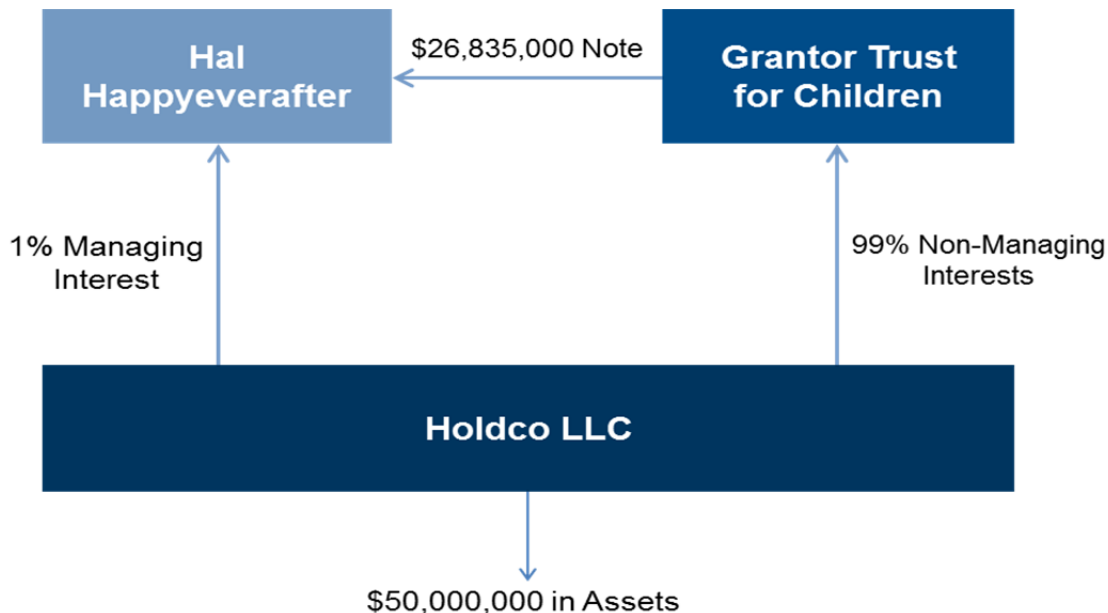 Hal
Happyeverafter
$26,835,000 Note
Grantor Trust
for Children
1% Managing
Interest
99% Non-Managing
Interests
Holdco LLC
$50,000,000 in Assets